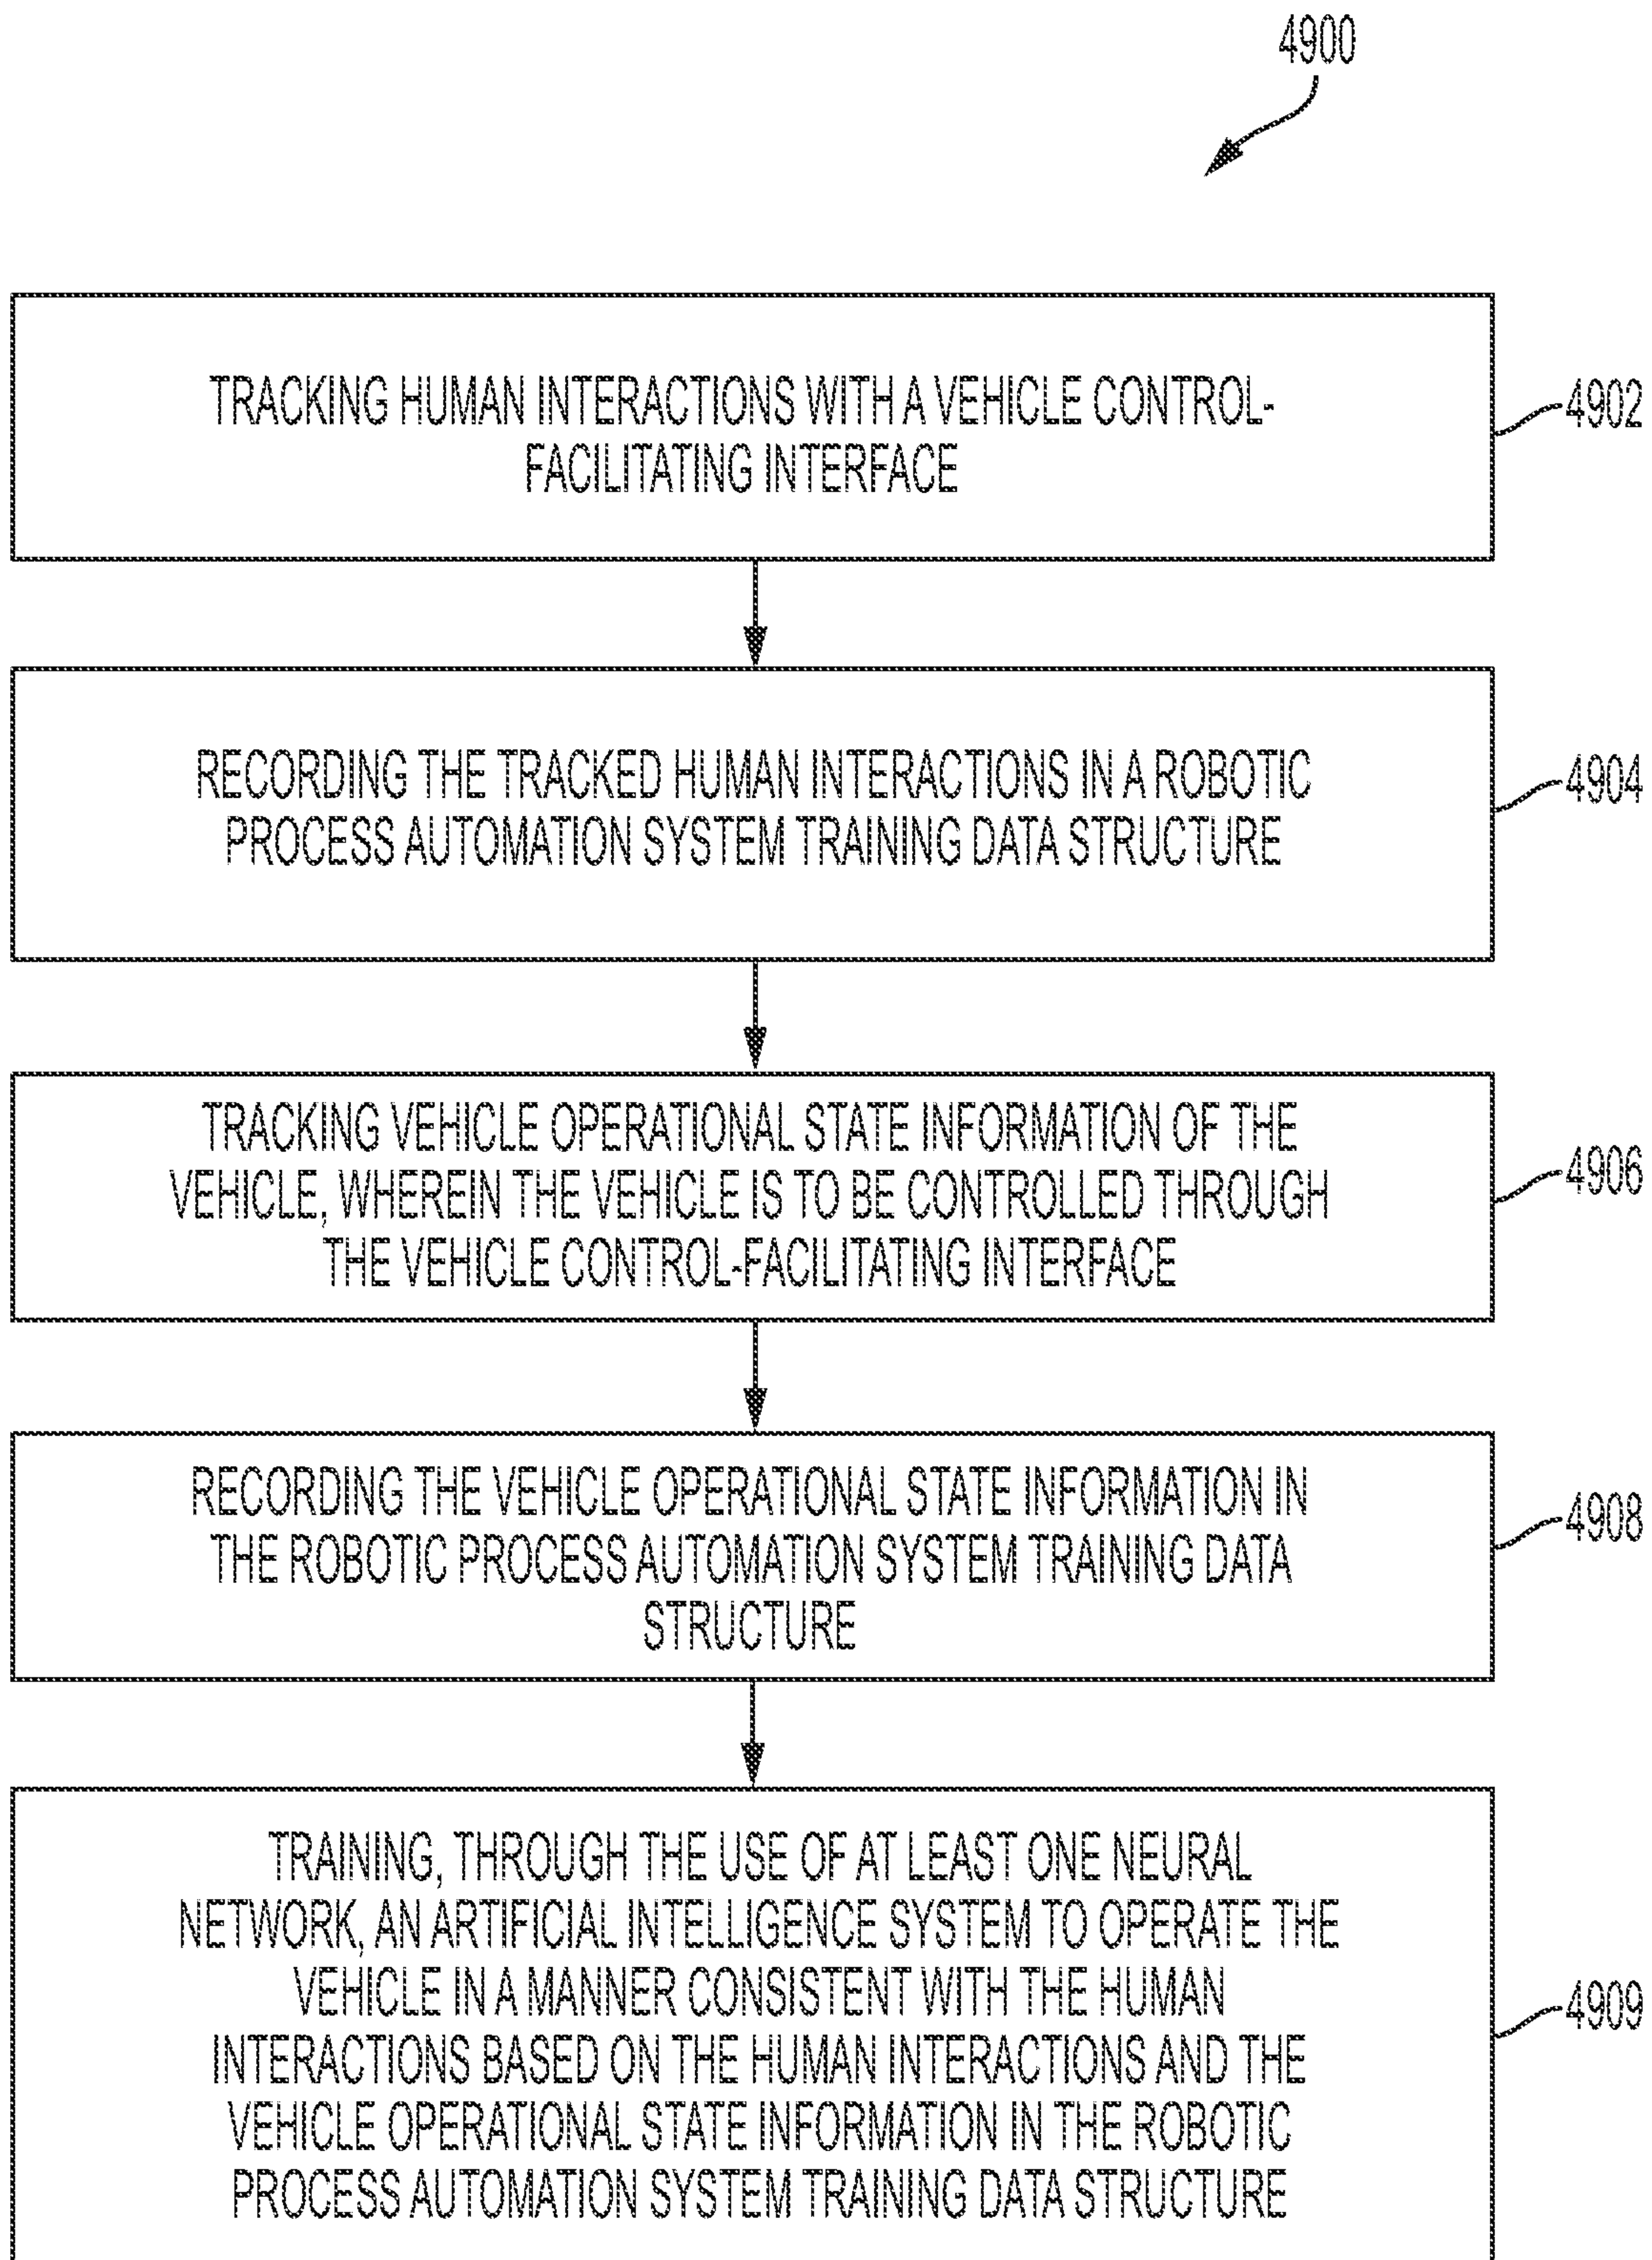 4900
TRACKING HUMAN INTERACTIONS WITH A VEHICLE CONTROL-
FACILITATING INTERFACE
4902
RECORDING THE TRACKED HUMAN INTERACTIONS IN A ROBOTIC
PROCESS AUTOMATION SYSTEM TRAINING DATA STRUCTURE
4904
TRACKING VEHICLE OPERATIONAL STATE INFORMATION OF THE
VEHICLE, WHEREIN THE VEHICLE IS TO BE CONTROLLED THROUGH
THE VEHICLE CONTROL-FACILITATING INTERFACE
4906
RECORDING THE VEHICLE OPERATIONAL STATE INFORMATION IN
THE ROBOTIC PROCESS AUTOMATION SYSTEM TRAINING DATA
STRUCTURE
4908
TRAINING, THROUGH THE USE OF AT LEAST ONE NEURAL
NETWORK, AN ARTIFICIAL INTELLIGENCE SYSTEM TO OPERATE THE
VEHICLE IN A MANNER CONSISTENT WITH THE HUMAN
INTERACTIONS BASED ON THE HUMAN INTERACTIONS AND THE
VEHICLE OPERATIONAL STATE INFORMATION IN THE ROBOTIC
PROCESS AUTOMATION SYSTEM TRAINING DATA STRUCTURE
4909